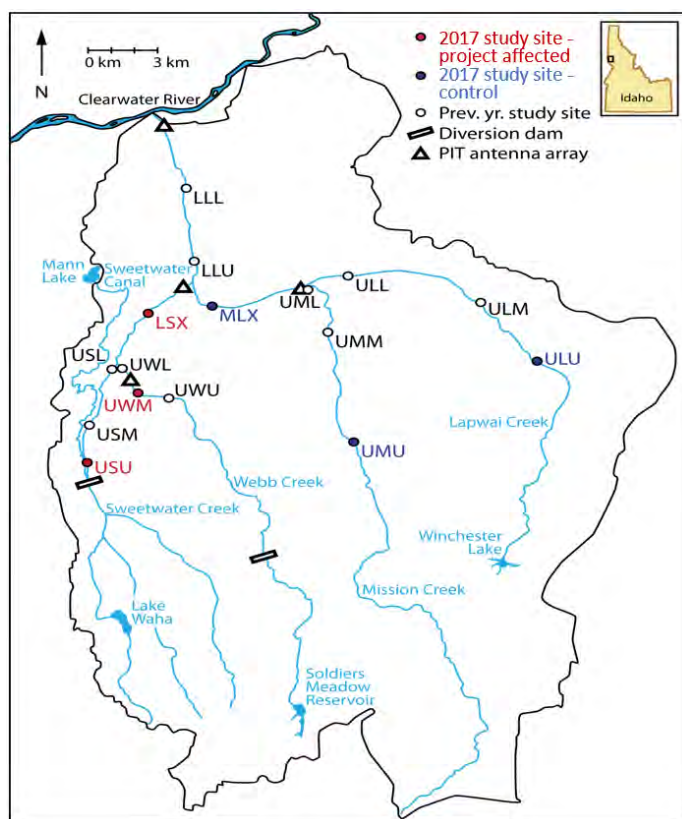 0 km
3 km
N
Clearwater River
2017 study site -
project affected
2017 study site -
control
Prev. yr. study site
Diversion dam
PIT antenna array
Idaho
LLL
Mann
Lake
Sweetwater
Canal
LLU
UML
ULL
ULM
LSX
MLX
UMM
USL
UWL
ULU
UWM
UWU
USM
Lapwai Creek
UMU
USU
Webb Creek
Sweetwater Creek
Winchester
Lake
Mission Creek
Lake
Waha
Soldiers
Meadow
Reservoir